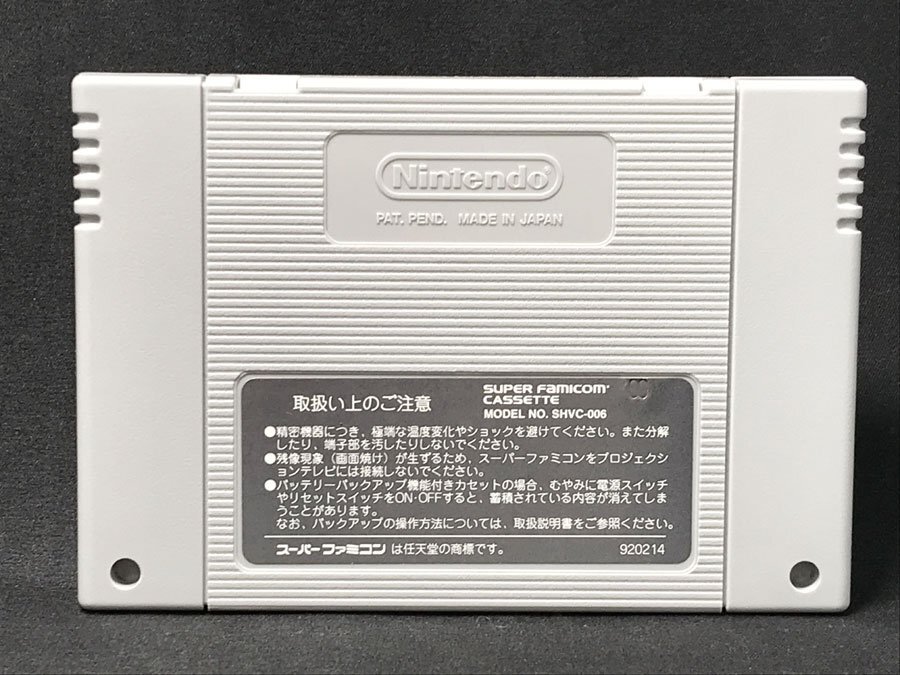 Nintendo®
PAT. PEND. MADE IN JAPAN
取扱い上のご注意
SUPER FAMICOM
CASSETTE
MODEL NO. SHVC-006
●精密機器につき、極端な温度変化やショックを避けてください。また分解
したり、端子部を汚したりしないでください。
●残像現象（画面焼け）が生ずるため、スーパーファミコンをプロジェクシ
ョンテレビには接続しないでください。
●バッテリーバックアップ機能付きカセットの場合、むやみに電源スイッチ
やリセットスイッチをON・OFFすると、蓄積されている内容が消えてしま
うことがあります。
なお、バックアップの操作方法については、取扱説明書をご参照ください。
スーパーファミコン は任天堂の商標です。 920214